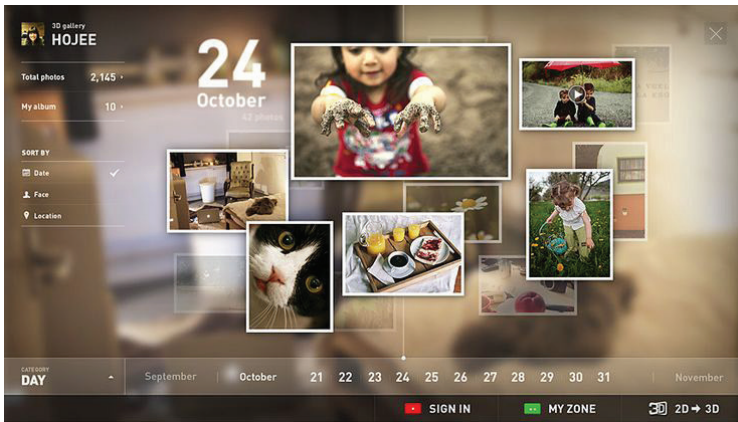 3D gallery
HOJEE
Total photos 2,145
My album 10
SORT BY
Date
Face
Location
24
October
42 photos
CATEGORY
DAY
September
October
21 22 23 24 25 26 27 28 29 30 31
November
SIGN IN
MY ZONE
3D 2D➔3D